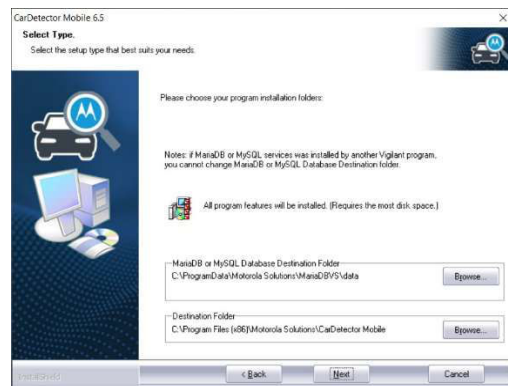 CarDetector Mobile 6.5
Select Type.
Select the setup type that best suits your needs.
Please choose your program installation folders:
Notes: if MariaDB or MySQL services was installed by another Vigilant program,
you cannot change MariaDB or MySQL Database Destination folder.
All program features will be installed. (Requires the most disk space.)
MariaDB or MySQL Database Destination Folder
C:\ProgramData\Motorola Solutions\MariaDBVS\data
Browse...
Destination Folder
C:\Program Files (x86)\Motorola Solutions\CarDetector Mobile
Browse...
InstallShield
< Back
Next
Cancel